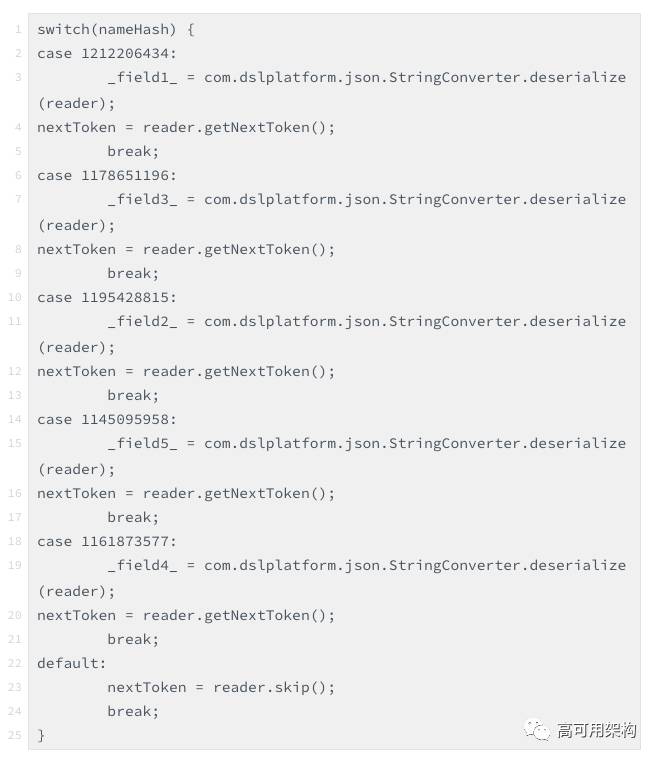 1 switch(nameHash) {
2 case 1212206434:
3 _field1_ = com.dslplatform.json.StringConverter.deserialize
(reader);
4 nextToken = reader.getNextToken();
5 break;
6 case 1178651196:
7 _field3_ = com.dslplatform.json.StringConverter.deserialize
(reader);
8 nextToken = reader.getNextToken();
9 break;
10 case 1195428815:
11 _field2_ = com.dslplatform.json.StringConverter.deserialize
(reader);
12 nextToken = reader.getNextToken();
13 break;
14 case 1145095958:
15 _field5_ = com.dslplatform.json.StringConverter.deserialize
(reader);
16 nextToken = reader.getNextToken();
17 break;
18 case 1161873577:
19 _field4_ = com.dslplatform.json.StringConverter.deserialize
(reader);
20 nextToken = reader.getNextToken();
21 break;
22 default:
23 nextToken = reader.skip();
24 break;
25 }
高可用架构